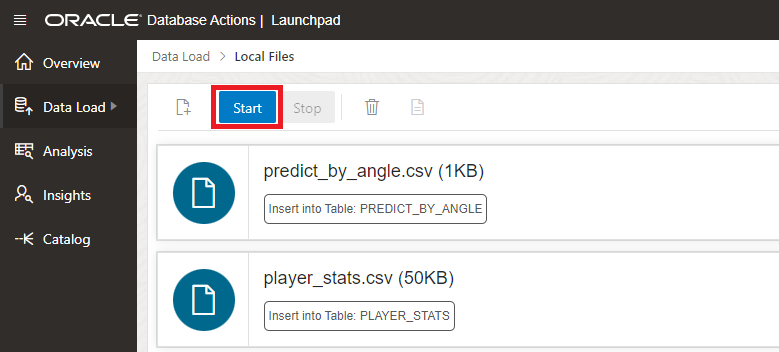 ORACLE Database Actions | Launchpad
Overview
Data Load
Analysis
Insights
Catalog
Data Load > Local Files
Start Stop
predict_by_angle.csv (1KB)
Insert into Table: PREDICT_BY_ANGLE
player_stats.csv (50KB)
Insert into Table: PLAYER_STATS